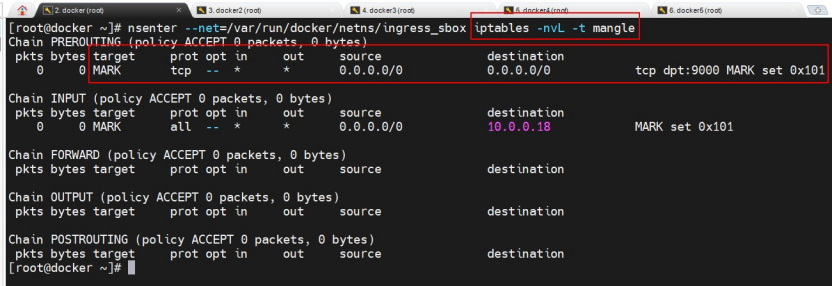 2. docker (root) × 3. docker2 (root) 4. docker3 (root) 5. docker4 (root) 6. docker5 (root)
[root@docker ~]# nsenter --net=/var/run/docker/netns/ingress_sbox iptables -nvL -t mangle
Chain PREROUTING (policy ACCEPT 0 packets, 0 bytes)
pkts bytes target prot opt in out source destination
0 0 MARK tcp -- * * 0.0.0.0/0 0.0.0.0/0 tcp dpt:9000 MARK set 0x101
Chain INPUT (policy ACCEPT 0 packets, 0 bytes)
pkts bytes target prot opt in out source destination
0 0 MARK all -- * * 0.0.0.0/0 10.0.0.18 MARK set 0x101
Chain FORWARD (policy ACCEPT 0 packets, 0 bytes)
pkts bytes target prot opt in out source destination
Chain OUTPUT (policy ACCEPT 0 packets, 0 bytes)
pkts bytes target prot opt in out source destination
Chain POSTROUTING (policy ACCEPT 0 packets, 0 bytes)
pkts bytes target prot opt in out source destination
[root@docker ~]#